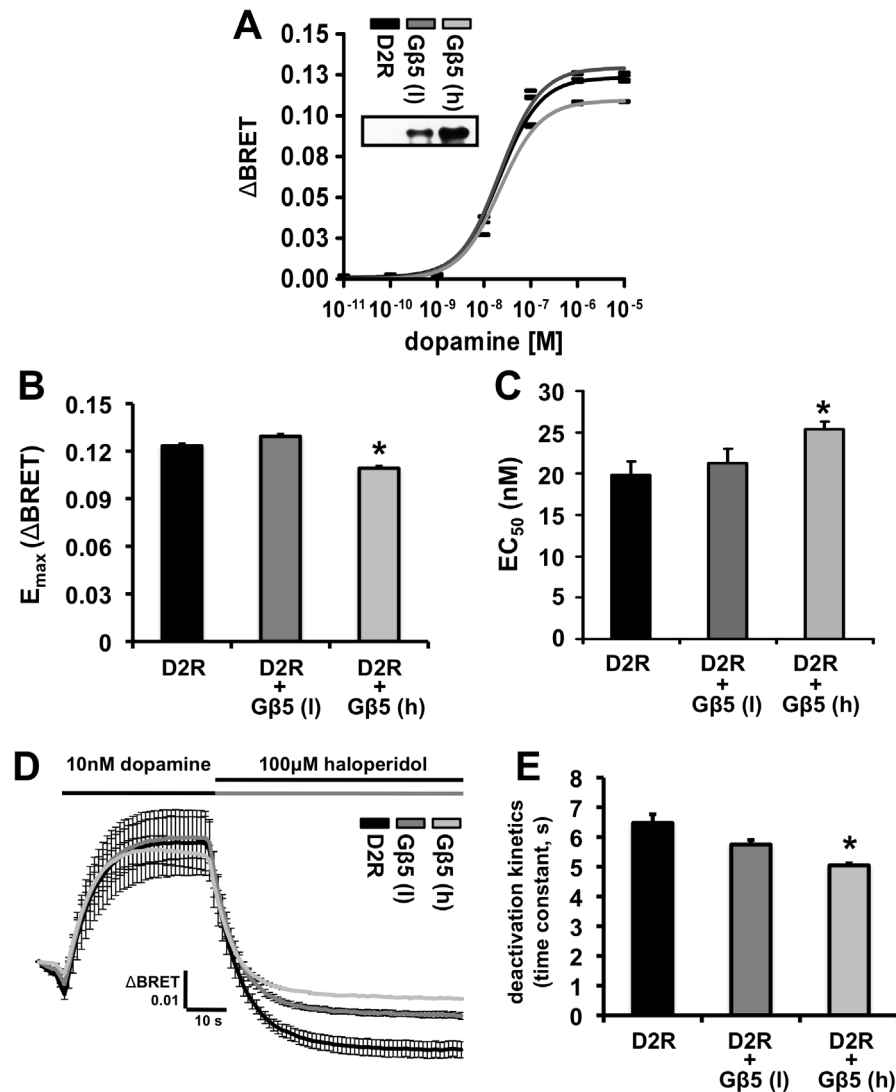 A
D2R
Gβ5 (l)
Gβ5 (h)
0.15
0.13
0.10
0.08
0.05
0.03
0.00
ΔBRET
10⁻¹¹ 10⁻¹⁰ 10⁻⁹ 10⁻⁸ 10⁻⁷ 10⁻⁶ 10⁻⁵
dopamine [M]
B
0.15
0.12
0.09
0.06
0.03
0
Emax (ΔBRET)
*
D2R
D2R + Gβ5 (l)
D2R + Gβ5 (h)
C
30
25
20
15
10
5
0
EC50 (nM)
*
D2R
D2R + Gβ5 (l)
D2R + Gβ5 (h)
D
10nM dopamine
100μM haloperidol
D2R
Gβ5 (l)
Gβ5 (h)
ΔBRET
0.01
10 s
E
8
7
6
5
4
3
2
1
0
deactivation kinetics
(time constant, s)
*
D2R
D2R + Gβ5 (l)
D2R + Gβ5 (h)